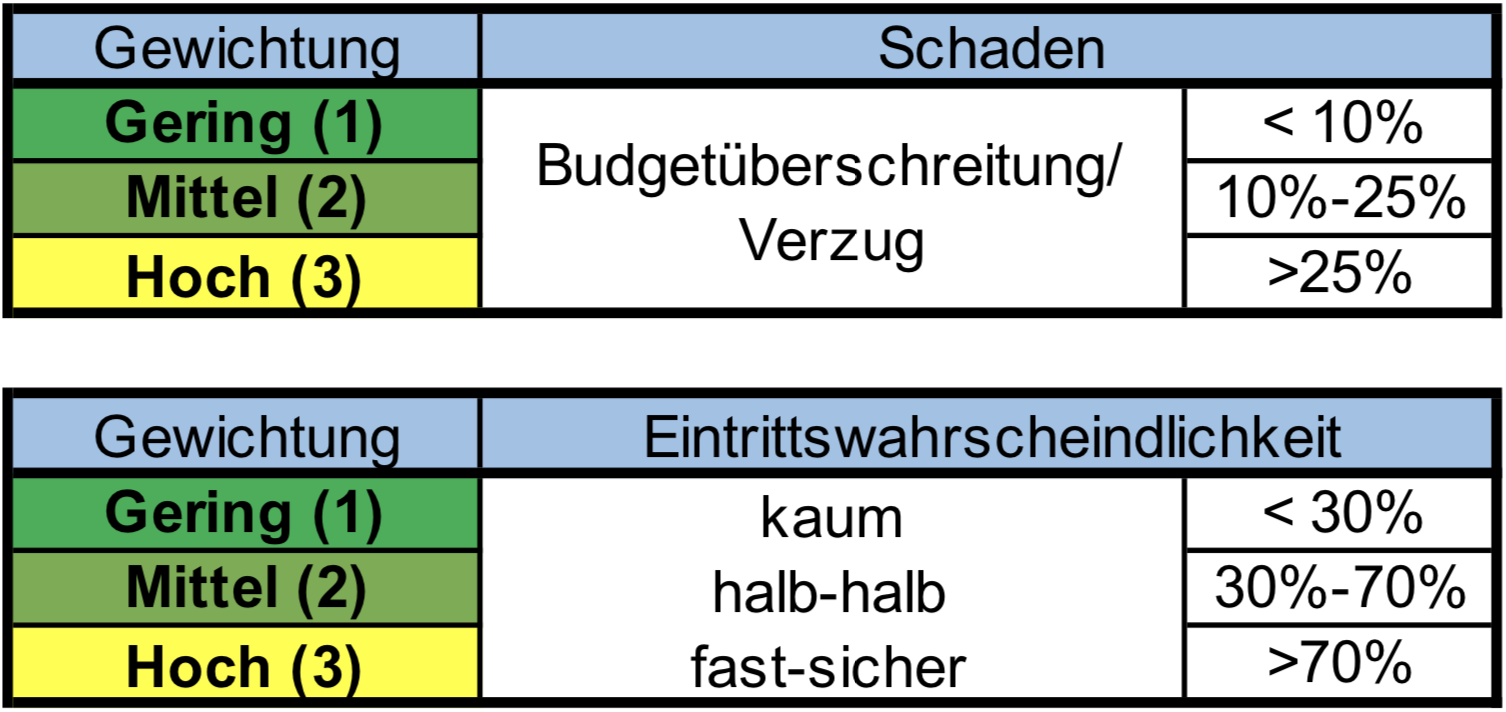 Gewichtung Schaden
Gering (1) < 10%
Budgetüberschreitung/
Mittel (2) 10%-25%
Verzug
Hoch (3) >25%
Gewichtung Eintrittswahrscheindlichkeit
Gering (1) kaum < 30%
Mittel (2) halb-halb 30%-70%
Hoch (3) fast-sicher >70%